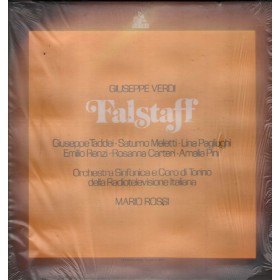 GIUSEPPE VERDI
Falstaff
Giuseppe Taddei - Saturno Meletti - Lina Pagliughi
Emilio Renzi - Rosanna Carteri - Amalia Pini
Orchestra Sinfonica e Coro di Torino
della Radiotelevisione Italiana
MARIO ROSSI